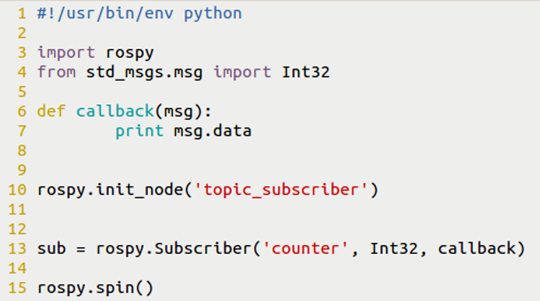 1 #!/usr/bin/env python
2
3 import rospy
4 from std_msgs.msg import Int32
5
6 def callback(msg):
7         print msg.data
8
9
10 rospy.init_node('topic_subscriber')
11
12
13 sub = rospy.Subscriber('counter', Int32, callback)
14
15 rospy.spin()